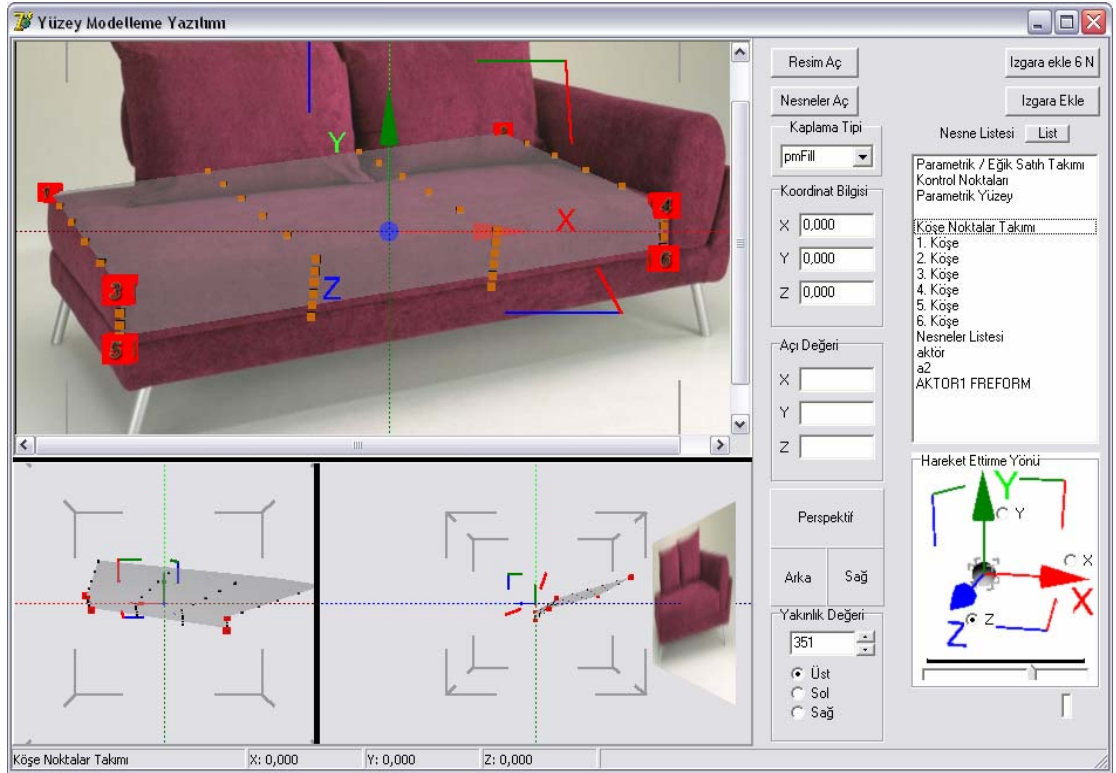 Yüzey Modelleme Yazılımı
Y
X
Z
1
2
3
4
5
6
Resim Aç
Izgara ekle 6 N
Nesneler Aç
Izgara Ekle
Kaplama Tipi
pmFill
Nesne Listesi
List
Parametrik / Eğik Satıh Takımı
Kontrol Noktaları
Parametrik Yüzey
Köşe Noktalar Takımı
1. Köşe
2. Köşe
3. Köşe
4. Köşe
5. Köşe
6. Köşe
Nesneler Listesi
aktör
a2
AKTOR1 FREFORM
Koordinat Bilgisi
X 0,000
Y 0,000
Z 0,000
Açı Değeri
X
Y
Z
Perspektif
Arka
Sağ
Yakınlık Değeri
351
Üst
Sol
Sağ
Hareket Ettirme Yönü
Y
Y
X
X
Z
Z
Köşe Noktalar Takımı
X: 0,000
Y: 0,000
Z: 0,000